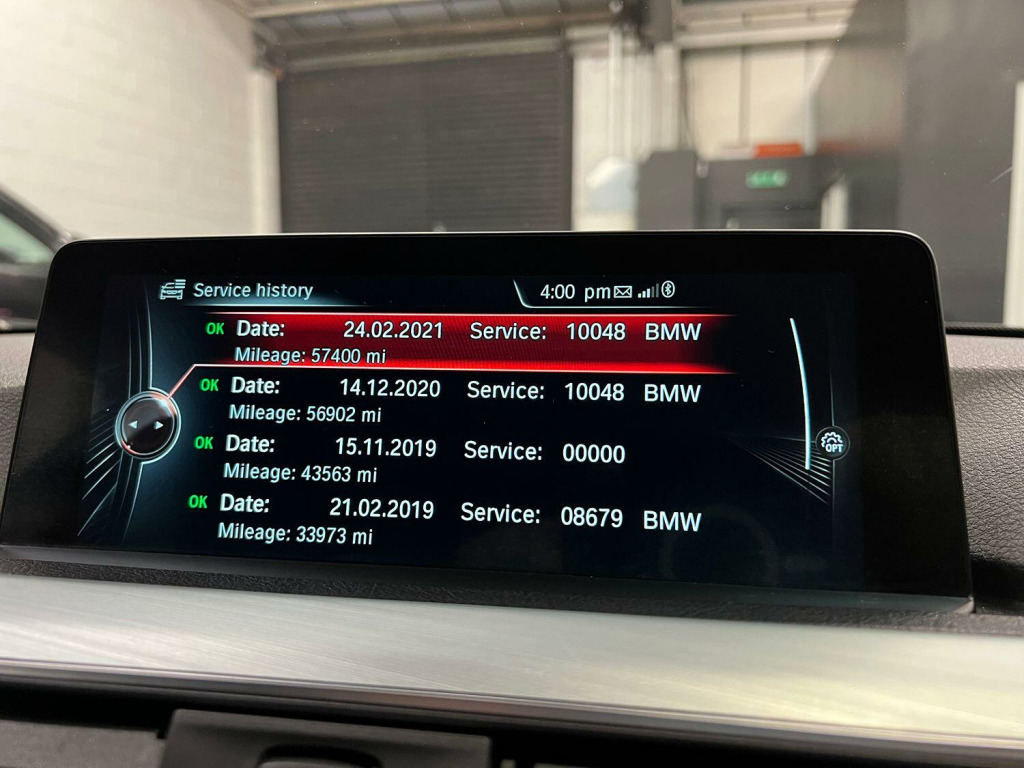 Service history
4:00 pm
OK Date: 24.02.2021 Service: 10048 BMW
Mileage: 57400 mi
OK Date: 14.12.2020 Service: 10048 BMW
Mileage: 56902 mi
OK Date: 15.11.2019 Service: 00000
Mileage: 43563 mi
OK Date: 21.02.2019 Service: 08679 BMW
Mileage: 33973 mi
OPT